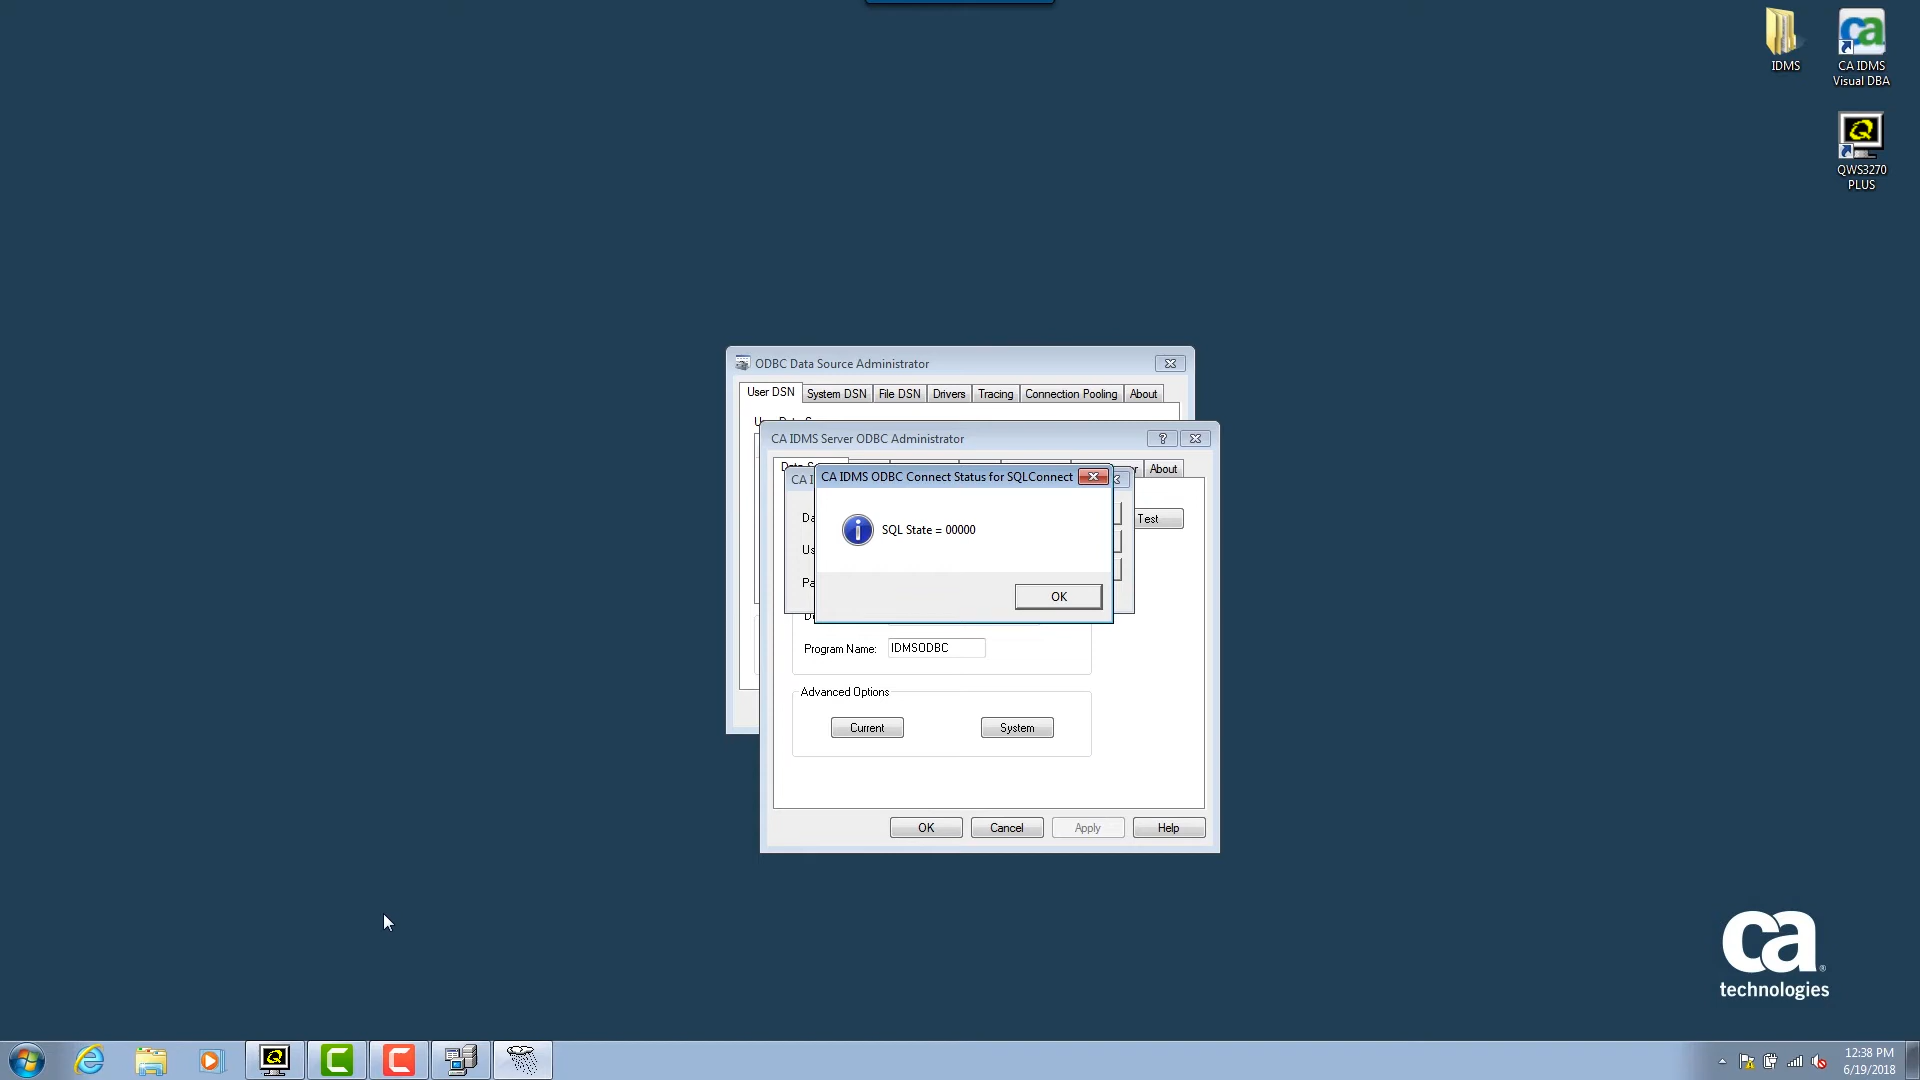 IDMS
CA IDMS
Visual DBA
QWS3270
PLUS
ODBC Data Source Administrator
User DSN
System DSN
File DSN
Drivers
Tracing
Connection Pooling
About
CA IDMS Server ODBC Administrator
About
CA IDMS ODBC Connect Status for SQLConnect
SQL State = 00000
Test
OK
Program Name:
IDMSODBC
Advanced Options
Current
System
OK
Cancel
Apply
Help
ca
technologies
12:38 PM
6/19/2018